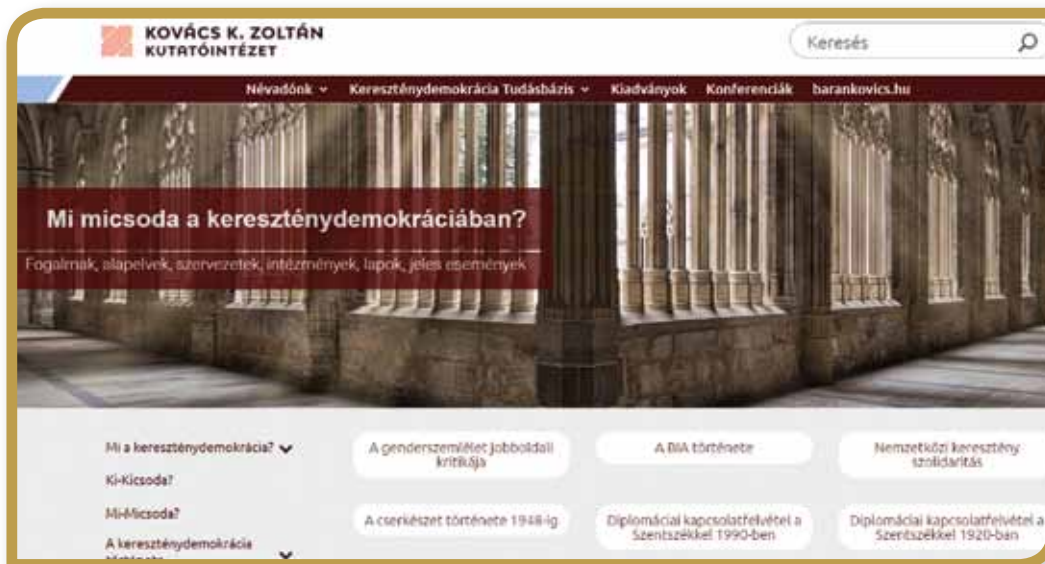 KOVÁCS K. ZOLTÁN
KUTATÓINTÉZET
Keresés
Névadónk Kereszténydemokrácia Tudásbázis Kiadványok Konferenciák barankovics.hu
Mi micsoda a kereszténydemokráciában?
Fogalmak, alapelvek, szervezetek, intézmények, lapok, jeles események
Mi a kereszténydemokrácia?
Ki-Kicsoda?
Mi-Micsoda?
A kereszténydemokrácia
története
A genderszemlélet jobboldali
kritikája
A BIA története
Nemzetközi keresztény
szolidaritás
A cserkészet története 1948-ig
Diplomáciai kapcsolatfelvétel a
Szentszékkel 1990-ben
Diplomáciai kapcsolatfelvétel a
Szentszékkel 1920-ban